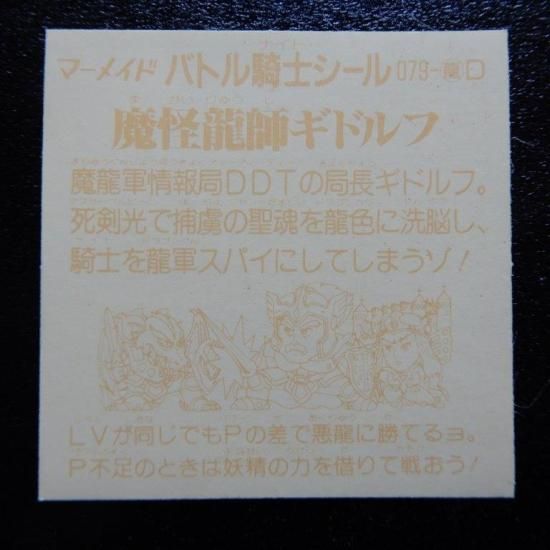 マーメイド バトル騎士シール 079-龍D
魔怪龍師ギドルフ
魔龍軍情報局DDTの局長ギドルフ。
死剣光で捕虜の聖魂を龍色に洗脳し、
騎士を龍軍スパイにしてしまうゾ!
LVが同じでもPの差で悪龍に勝てるョ。
P不足のときは妖精の力を借りて戦おう!